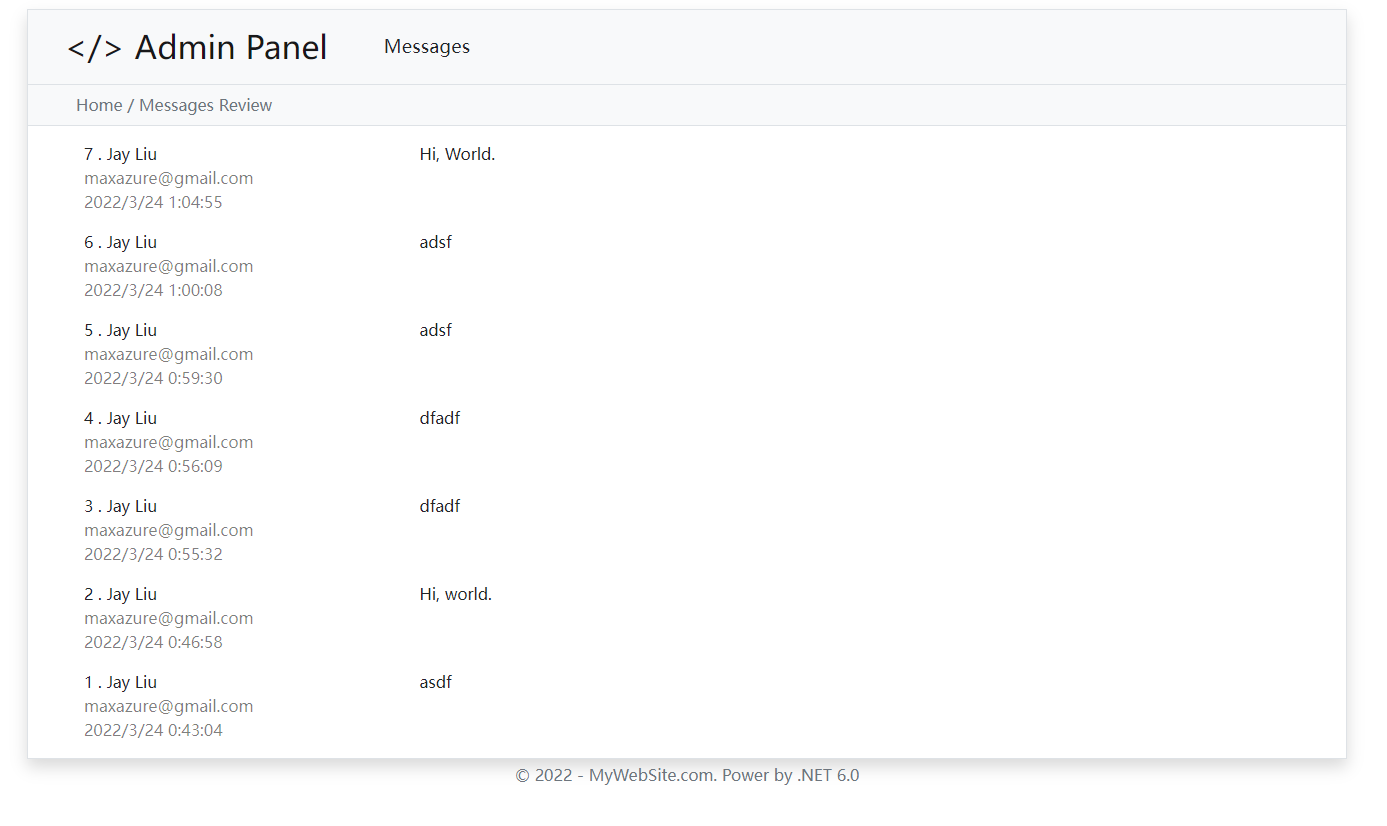 </> Admin Panel Messages
Home / Messages Review
7 . Jay Liu Hi, World.
maxazure@gmail.com
2022/3/24 1:04:55
6 . Jay Liu adsf
maxazure@gmail.com
2022/3/24 1:00:08
5 . Jay Liu adsf
maxazure@gmail.com
2022/3/24 0:59:30
4 . Jay Liu dfadf
maxazure@gmail.com
2022/3/24 0:56:09
3 . Jay Liu dfadf
maxazure@gmail.com
2022/3/24 0:55:32
2 . Jay Liu Hi, world.
maxazure@gmail.com
2022/3/24 0:46:58
1 . Jay Liu asdf
maxazure@gmail.com
2022/3/24 0:43:04
© 2022 - MyWebSite.com. Power by .NET 6.0